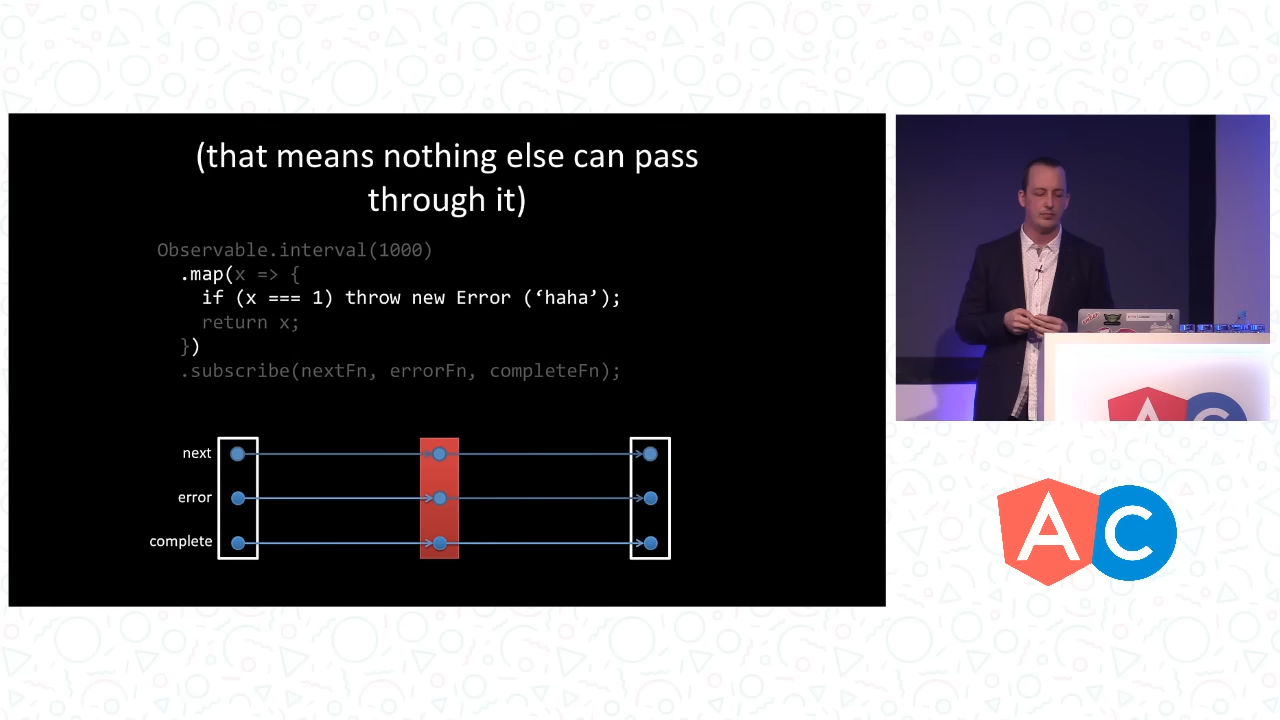 (that means nothing else can pass
through it)
Observable.interval(1000)
.map(x => {
if (x === 1) throw new Error (‘haha’);
return x;
})
.subscribe(nextFn, errorFn, completeFn);
next
error
complete
A C